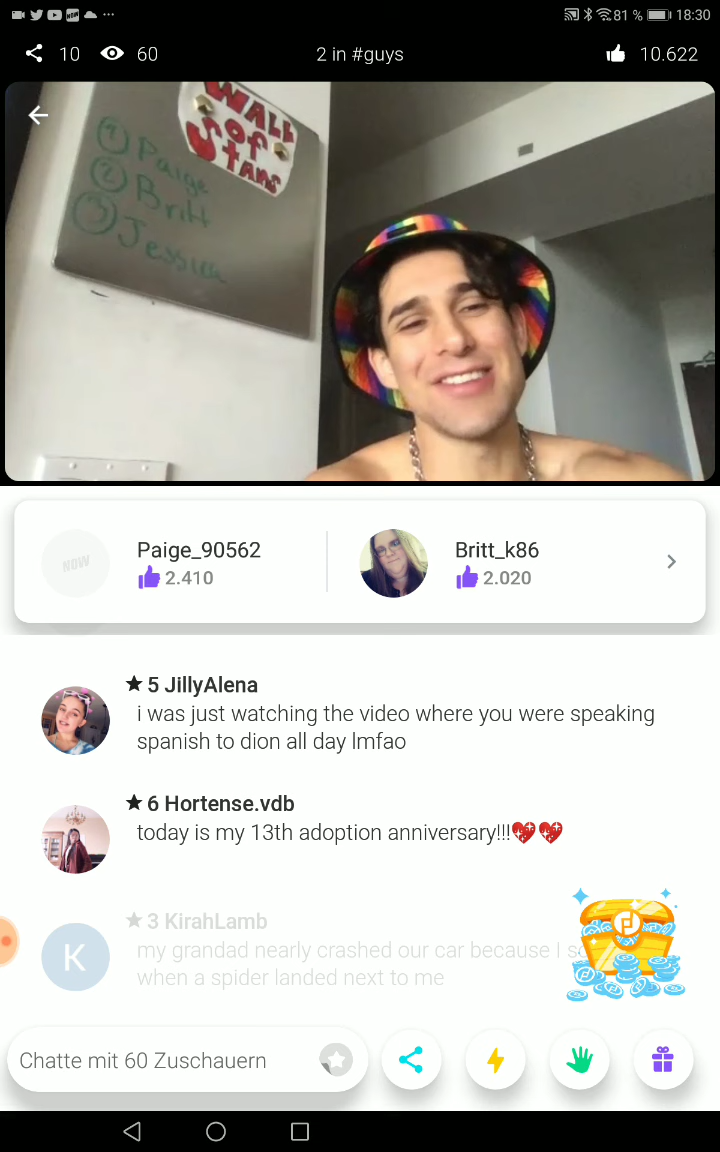 NOW
81 %
18:30
10
60
2 in #guys
10.622
WALL
of
STARS
1 Paige
2 Britt
3 Jessica
NOW
Paige_90562
2.410
Britt_k86
2.020
5 JillyAlena
i was just watching the video where you were speaking
spanish to dion all day lmfao
6 Hortense.vdb
today is my 13th adoption anniversary!!!💖💖
3 KirahLamb
my grandad nearly crashed our car because I
when a spider landed next to me
K
Chatte mit 60 Zuschauern